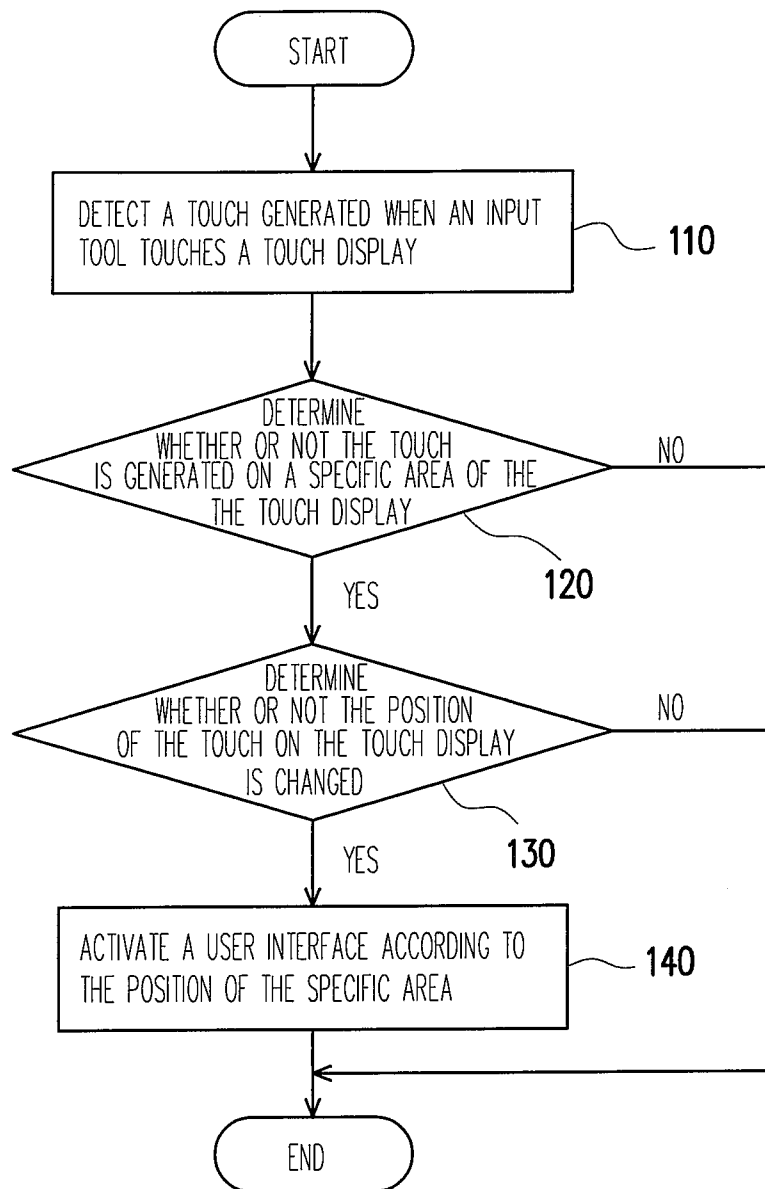 START
DETECT A TOUCH GENERATED WHEN AN INPUT
TOOL TOUCHES A TOUCH DISPLAY
110
DETERMINE
WHETHER OR NOT THE TOUCH
IS GENERATED ON A SPECIFIC AREA OF THE
THE TOUCH DISPLAY
NO
120
YES
DETERMINE
WHETHER OR NOT THE POSITION
OF THE TOUCH ON THE TOUCH DISPLAY
IS CHANGED
NO
130
YES
ACTIVATE A USER INTERFACE ACCORDING TO
THE POSITION OF THE SPECIFIC AREA
140
END